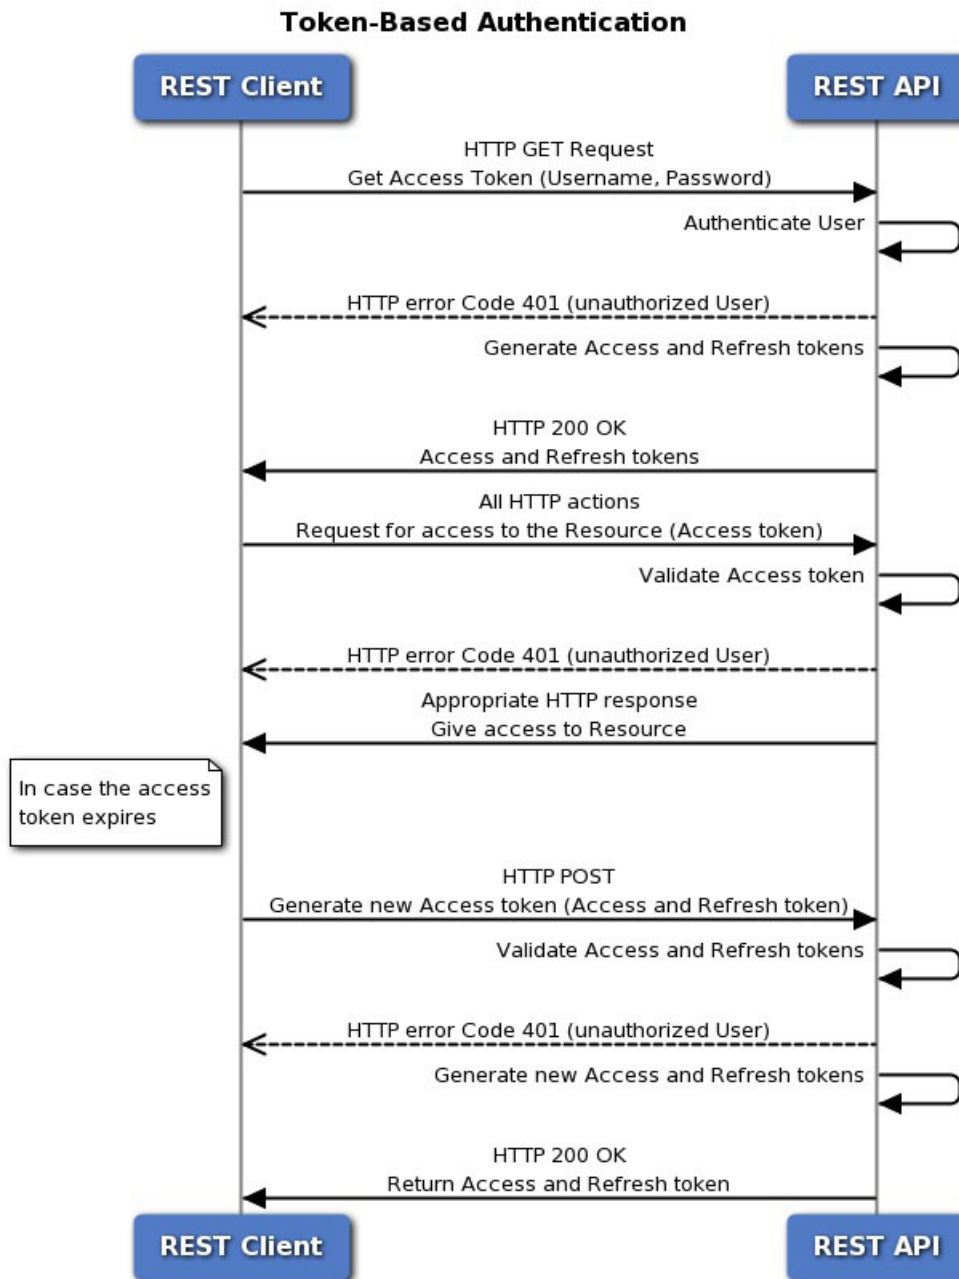 Token-Based Authentication
REST Client
REST API
HTTP GET Request
Get Access Token (Username, Password)
Authenticate User
HTTP error Code 401 (unauthorized User)
Generate Access and Refresh tokens
HTTP 200 OK
Access and Refresh tokens
All HTTP actions
Request for access to the Resource (Access token)
Validate Access token
HTTP error Code 401 (unauthorized User)
Appropriate HTTP response
Give access to Resource
In case the access
token expires
HTTP POST
Generate new Access token (Access and Refresh token)
Validate Access and Refresh tokens
HTTP error Code 401 (unauthorized User)
Generate new Access and Refresh tokens
HTTP 200 OK
Return Access and Refresh token
REST Client
REST API